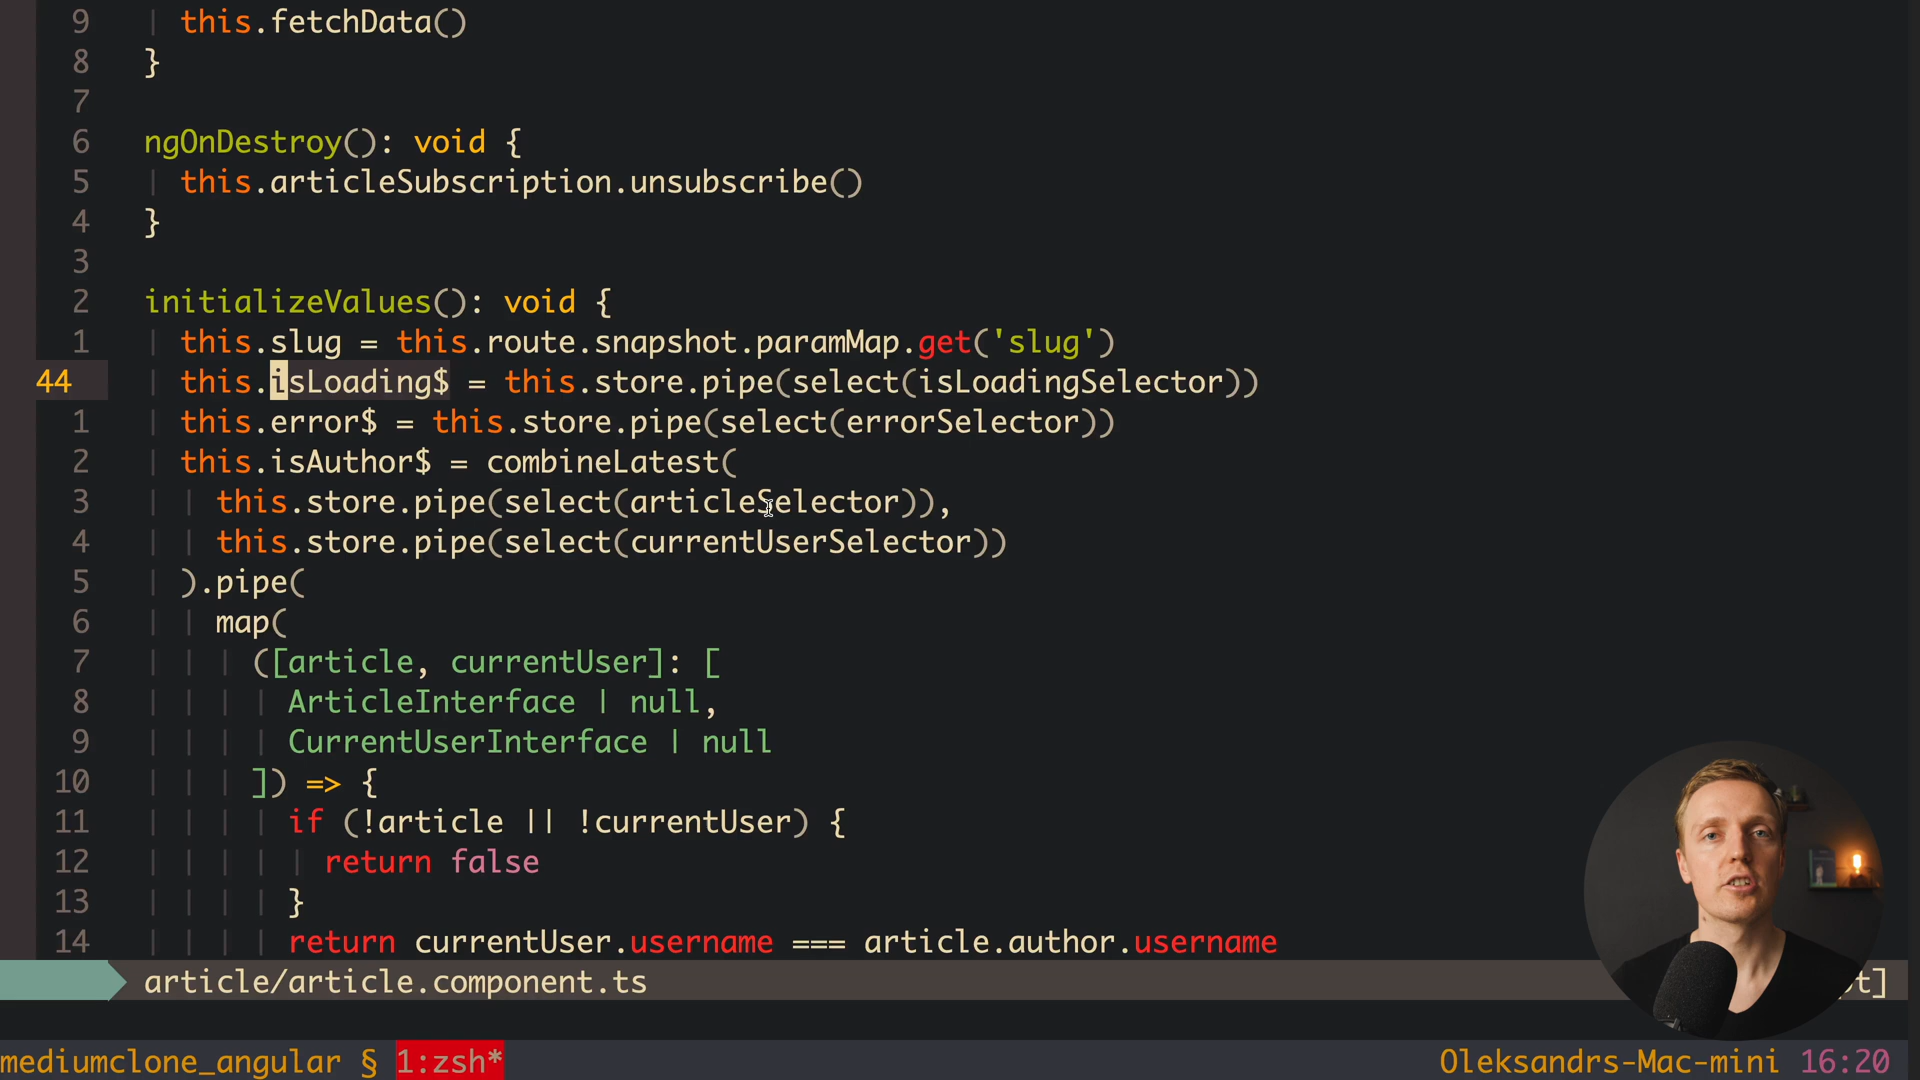 9 this.fetchData()
8 }
7
6 ngOnDestroy(): void {
5 this.articleSubscription.unsubscribe()
4 }
3
2 initializeValues(): void {
1 this.slug = this.route.snapshot.paramMap.get('slug')
44 this.isLoading$ = this.store.pipe(select(isLoadingSelector))
1 this.error$ = this.store.pipe(select(errorSelector))
2 this.isAuthor$ = combineLatest(
3 this.store.pipe(select(articleSelector)),
4 this.store.pipe(select(currentUserSelector))
5 ).pipe(
6 map(
7 ([article, currentUser]: [
8 ArticleInterface | null,
9 CurrentUserInterface | null
10 ]) => {
11 if (!article || !currentUser) {
12 return false
13 }
14 return currentUser.username === article.author.username
article/article.component.ts
mediumclone_angular § 1:zsh* Oleksandrs-Mac-mini 16:20